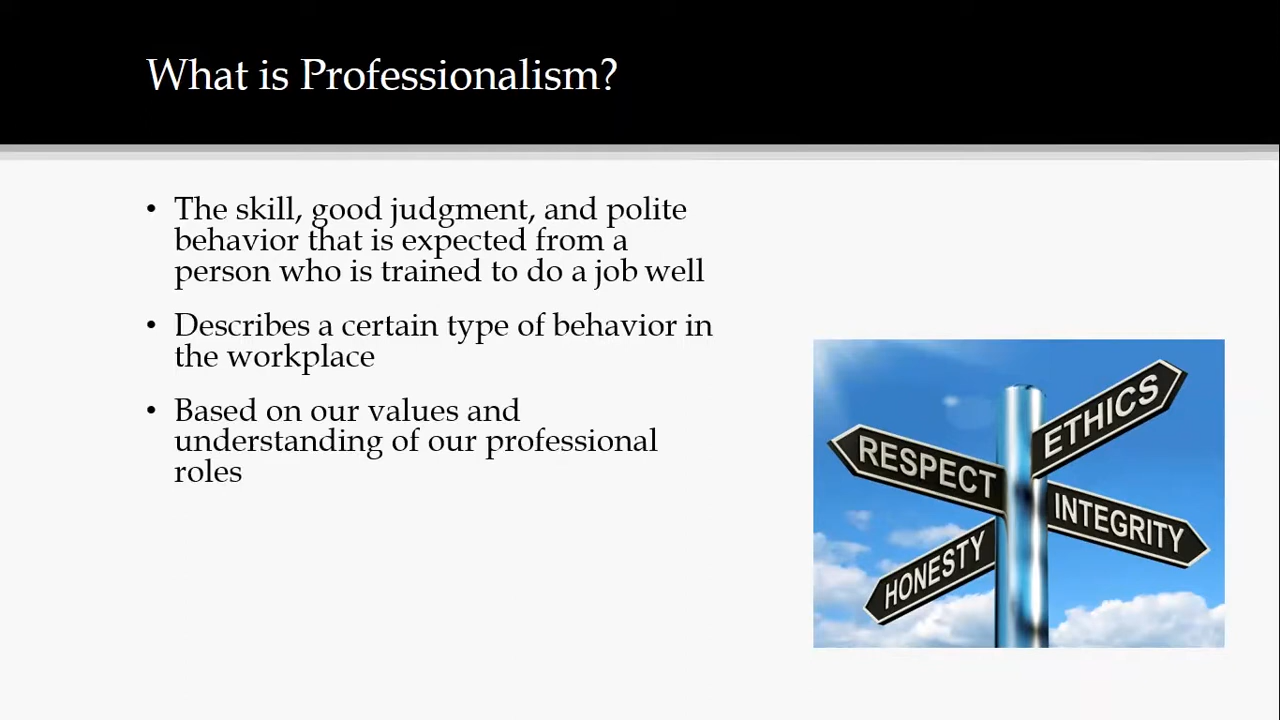 What is Professionalism?
• The skill, good judgment, and polite
behavior that is expected from a
person who is trained to do a job well
• Describes a certain type of behavior in
the workplace
• Based on our values and
understanding of our professional
roles
ETHICS
RESPECT
INTEGRITY
HONESTY